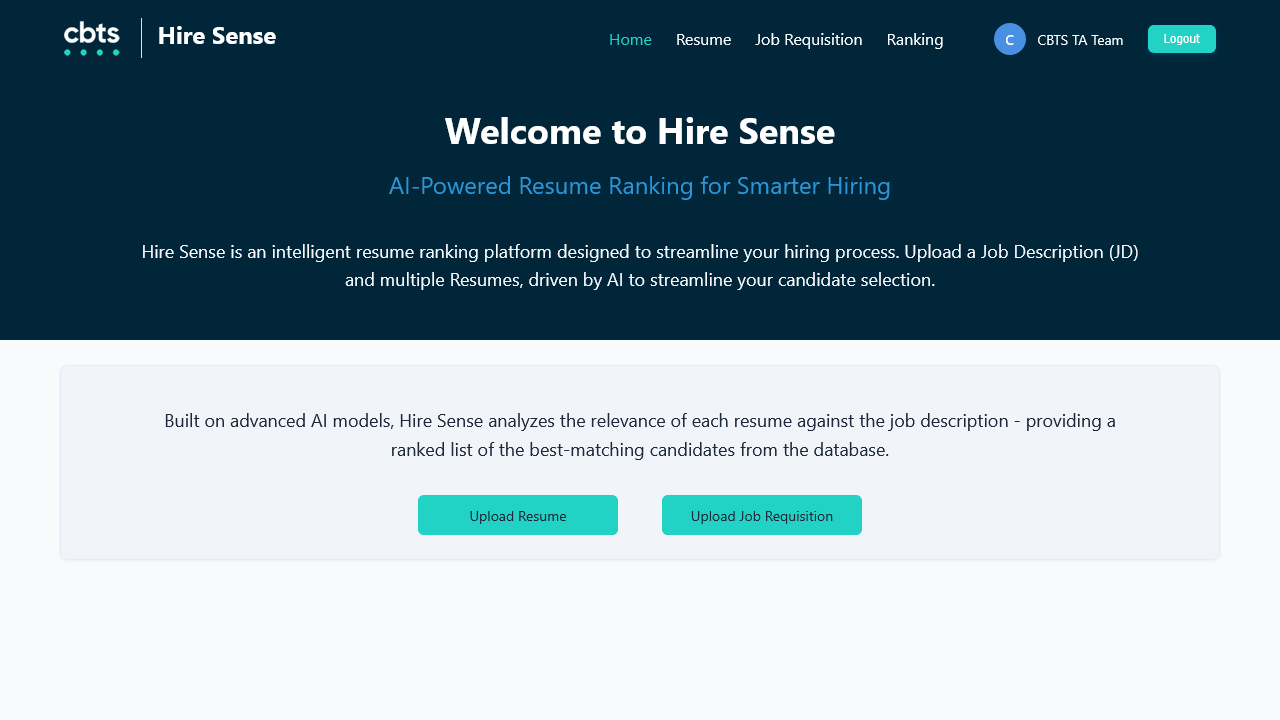 cbts
Hire Sense
Home
Resume
Job Requisition
Ranking
C
CBTS TA Team
Logout
Welcome to Hire Sense
AI-Powered Resume Ranking for Smarter Hiring
Hire Sense is an intelligent resume ranking platform designed to streamline your hiring process. Upload a Job Description (JD)
and multiple Resumes, driven by AI to streamline your candidate selection.
Built on advanced AI models, Hire Sense analyzes the relevance of each resume against the job description - providing a
ranked list of the best-matching candidates from the database.
Upload Resume
Upload Job Requisition